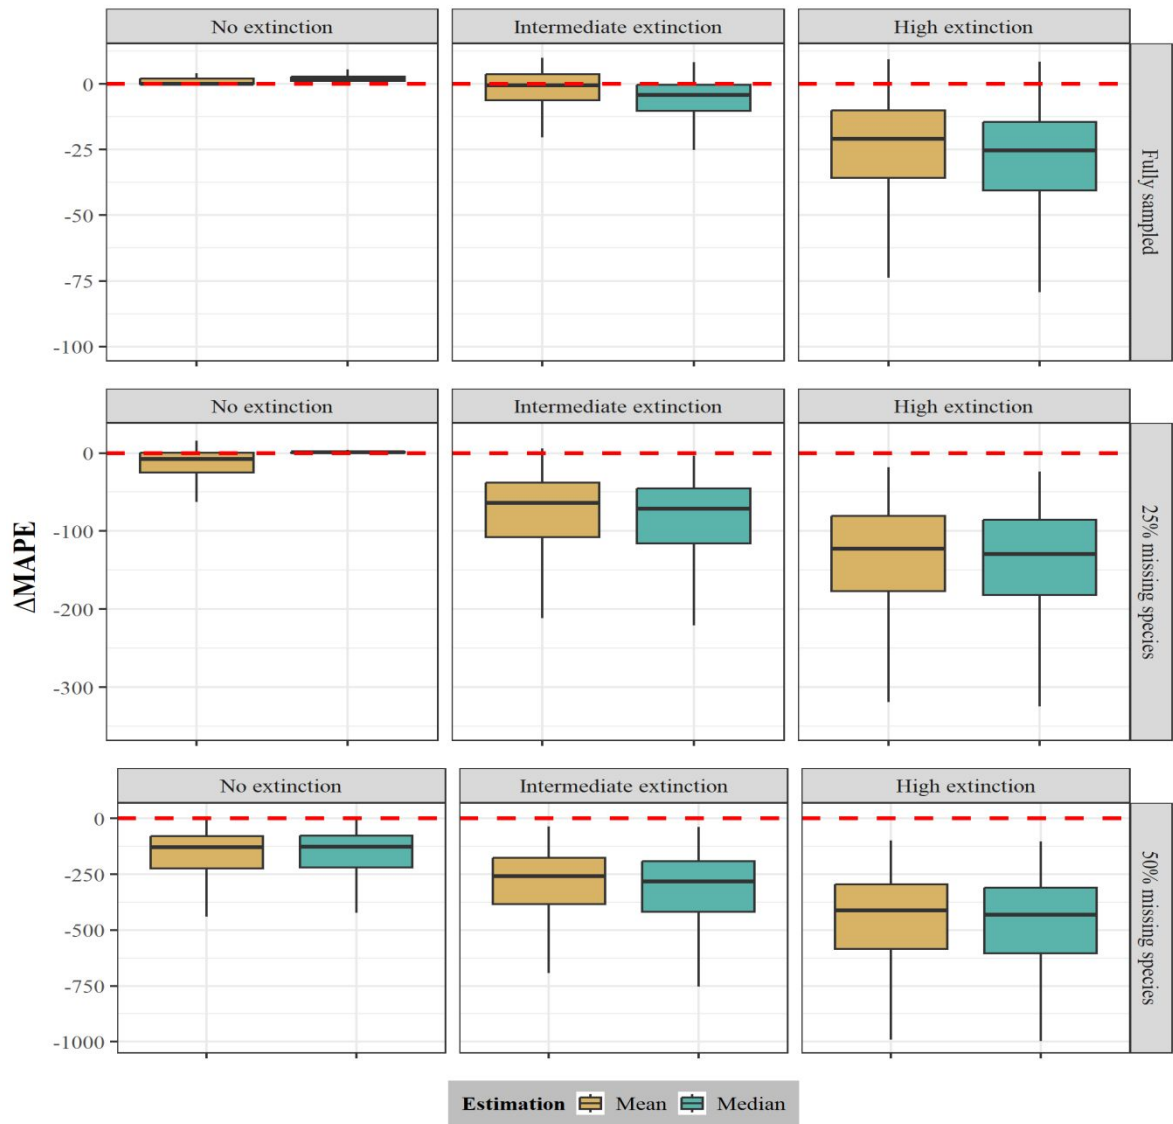 No extinction
Intermediate extinction
High extinction
0
-25
-50
-75
-100
Fully sampled
No extinction
Intermediate extinction
High extinction
0
-100
-200
-300
25% missing species
ΔMAPE
No extinction
Intermediate extinction
High extinction
0
-250
-500
-750
-1000
50% missing species
Estimation Mean Median